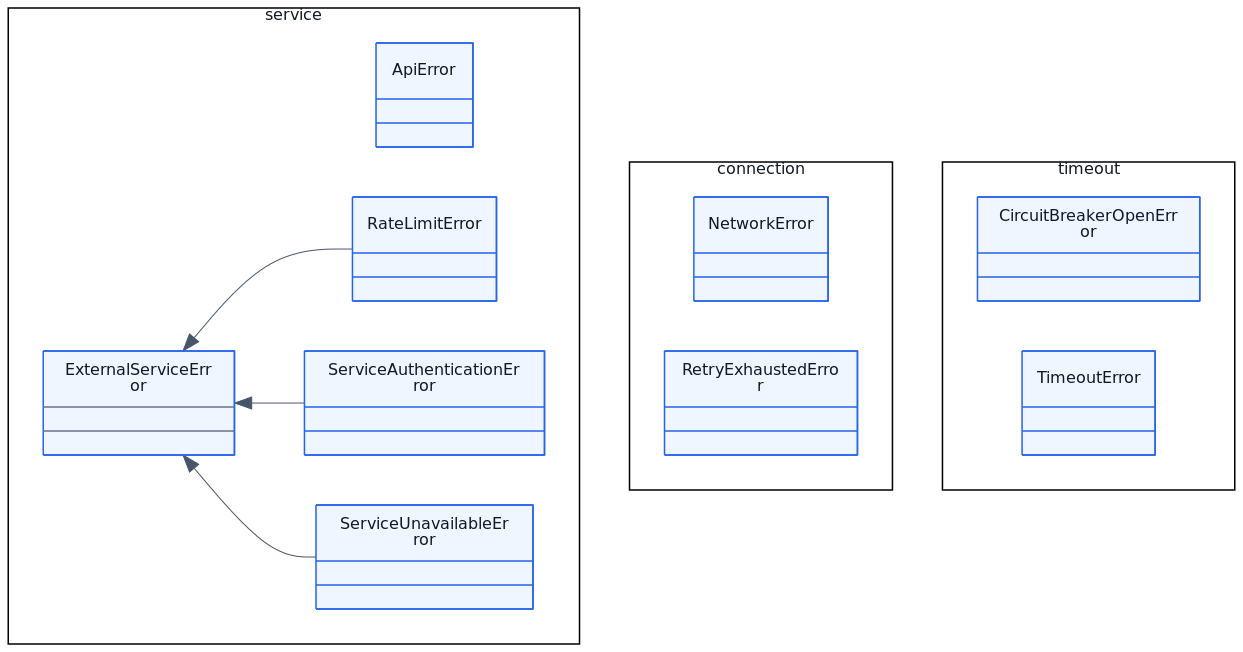 service
ApiError
RateLimitError
ExternalServiceErr
or
ServiceAuthenticationEr
ror
ServiceUnavailableEr
ror
connection
NetworkError
RetryExhaustedErro
r
timeout
CircuitBreakerOpenErr
or
TimeoutError